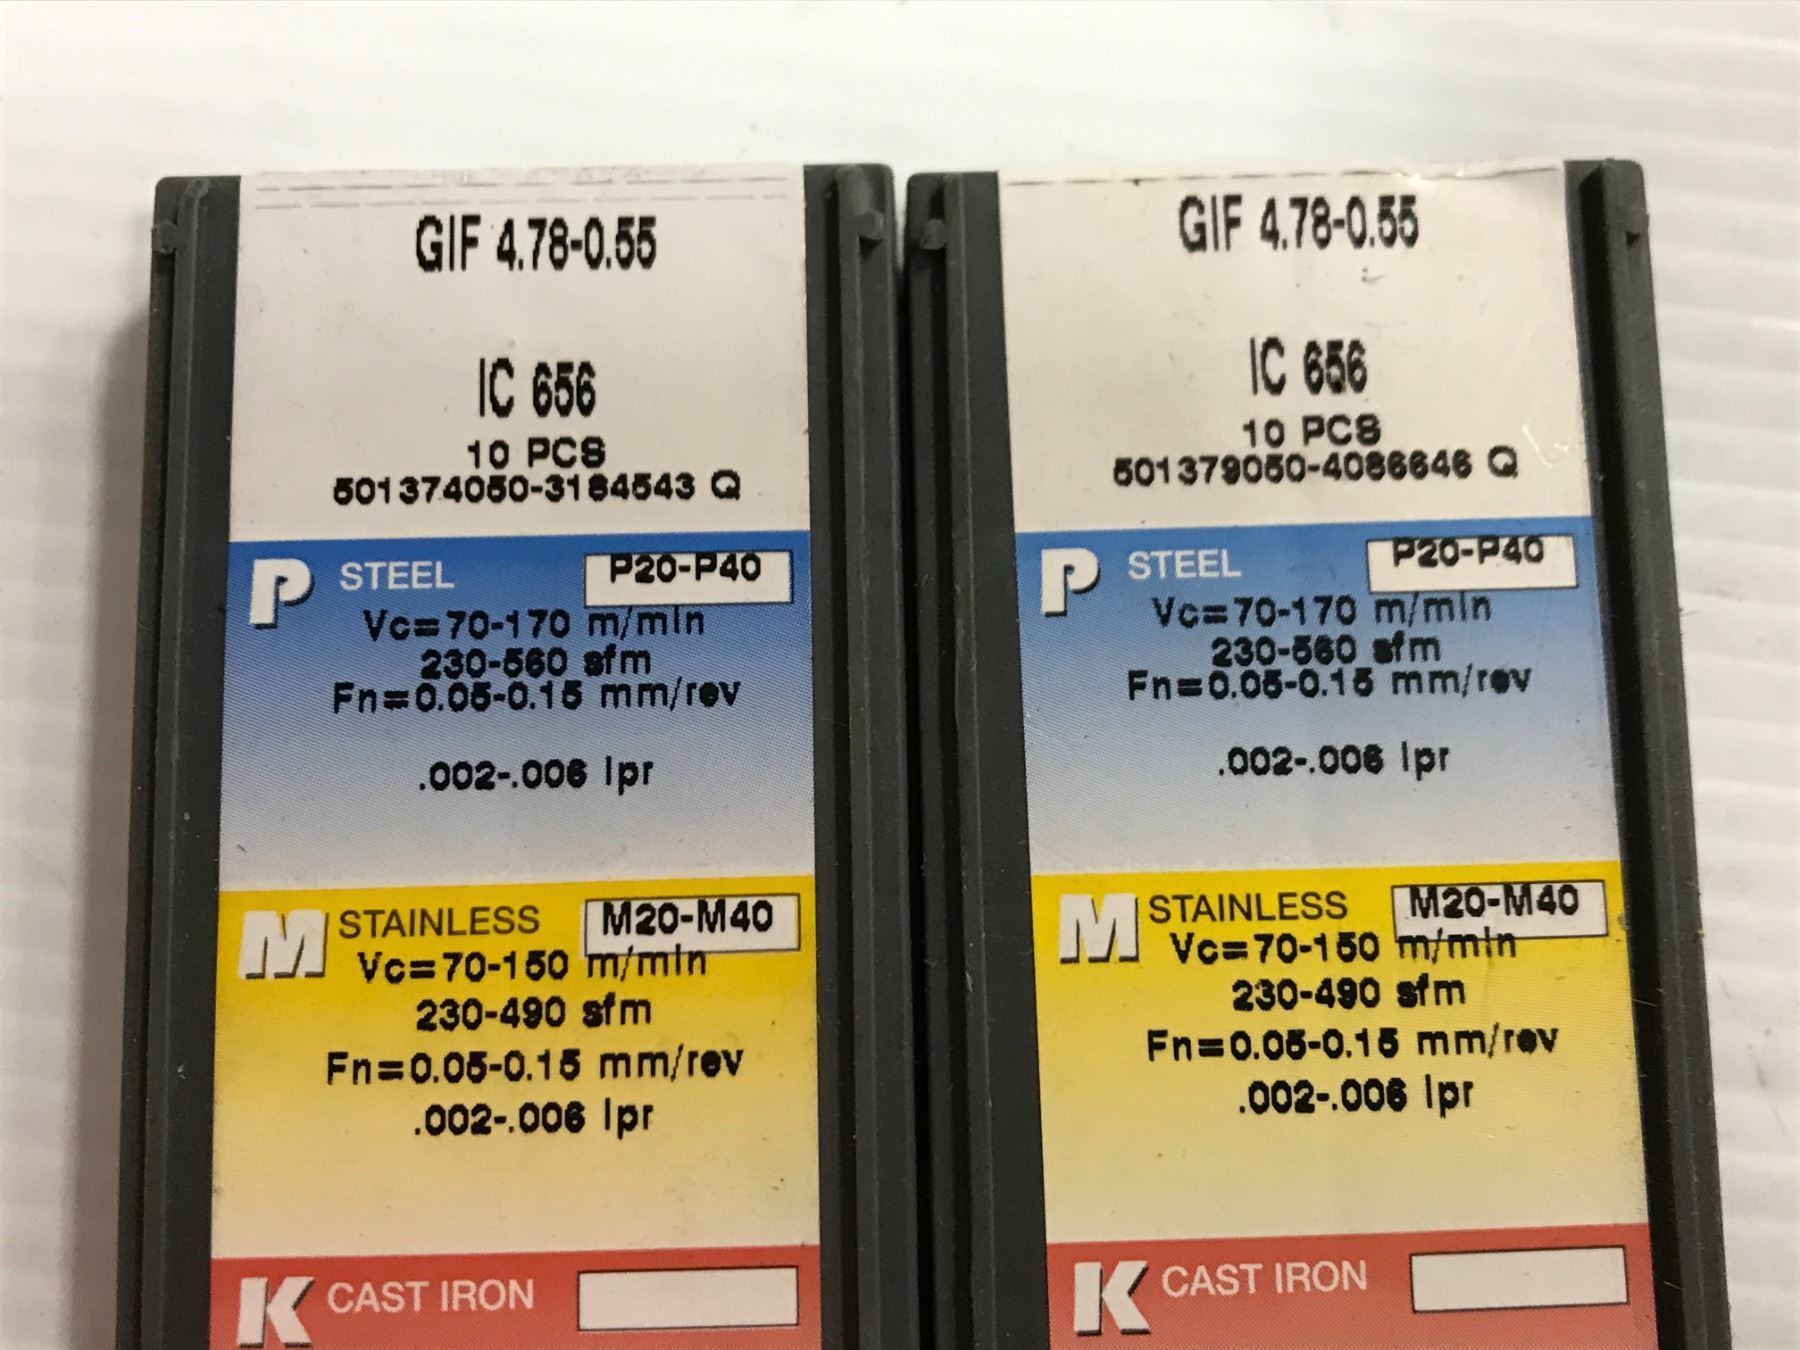 GIF 4.78-0.55
IC 656
10 PCS
501374050-3184543 Q
P STEEL P20-P40
Vc=70-170 m/min
230-560 sfm
Fn=0.05-0.15 mm/rev
.002-.006 ipr
M STAINLESS M20-M40
Vc=70-150 m/min
230-490 sfm
Fn=0.05-0.15 mm/rev
.002-.006 ipr
K CAST IRON
GIF 4.78-0.55
IC 656
10 PCS
501379050-4086646 Q
P STEEL P20-P40
Vc=70-170 m/min
230-560 sfm
Fn=0.05-0.15 mm/rev
.002-.006 ipr
M STAINLESS M20-M40
Vc=70-150 m/min
230-490 sfm
Fn=0.05-0.15 mm/rev
.002-.006 ipr
K CAST IRON